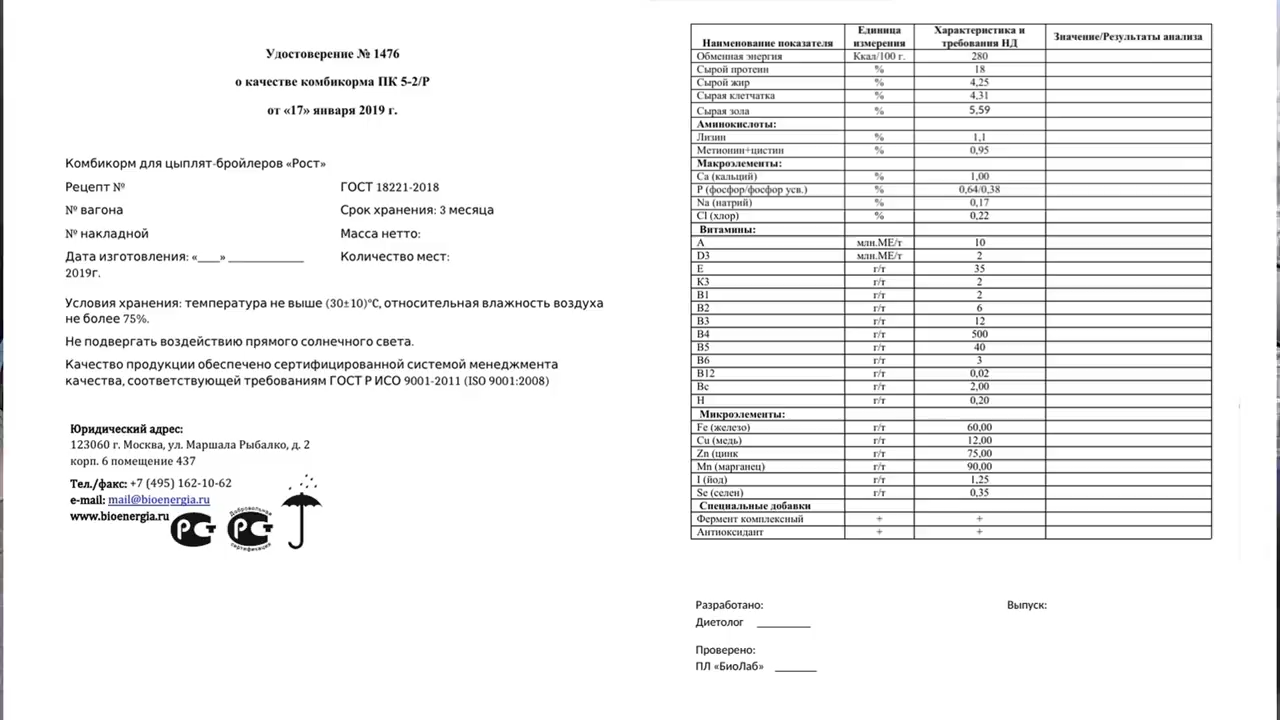 Удостоверение № 1476
о качестве комбикорма ПК 5-2/Р
от «17» января 2019 г.
Комбикорм для цыплят-бройлеров «Рост»
Рецепт № ГОСТ 18221-2018
№ вагона Срок хранения: 3 месяца
№ накладной Масса нетто:
Дата изготовления: «____» _____________ Количество мест:
2019г.
Условия хранения: температура не выше (30±10)°С, относительная влажность воздуха
не более 75%.
Не подвергать воздействию прямого солнечного света.
Качество продукции обеспечено сертифицированной системой менеджмента
качества, соответствующей требованиям ГОСТ Р ИСО 9001-2011 (ISO 9001:2008)
Юридический адрес:
123060 г. Москва, ул. Маршала Рыбалко, д. 2
корп. 6 помещение 437
Тел./факс: +7 (495) 162-10-62
e-mail: mail@bioenergia.ru
www.bioenergia.ru
Добровольная
сертификация
Наименование показателя Единица измерения Характеристика и требования НД Значение/Результаты анализа
Обменная энергия Ккал/100 г. 280
Сырой протеин % 18
Сырой жир % 4,25
Сырая клетчатка % 4,31
Сырая зола % 5,59
Аминокислоты:
Лизин % 1,1
Метионин+цистин % 0,95
Макроэлементы:
Са (кальций) % 1,00
Р (фосфор/фосфор усв.) % 0,64/0,38
Na (натрий) % 0,17
Cl (хлор) % 0,22
Витамины:
А млн.МЕ/т 10
D3 млн.МЕ/т 2
Е г/т 35
К3 г/т 2
В1 г/т 2
В2 г/т 6
В3 г/т 12
В4 г/т 500
В5 г/т 40
В6 г/т 3
В12 г/т 0,02
Вс г/т 2,00
Н г/т 0,20
Микроэлементы:
Fe (железо) г/т 60,00
Cu (медь) г/т 12,00
Zn (цинк г/т 75,00
Mn (марганец) г/т 90,00
I (йод) г/т 1,25
Se (селен) г/т 0,35
Специальные добавки
Фермент комплексный + +
Антиоксидант + +
Разработано: Выпуск:
Диетолог _________
Проверено:
ПЛ «БиоЛаб» _______